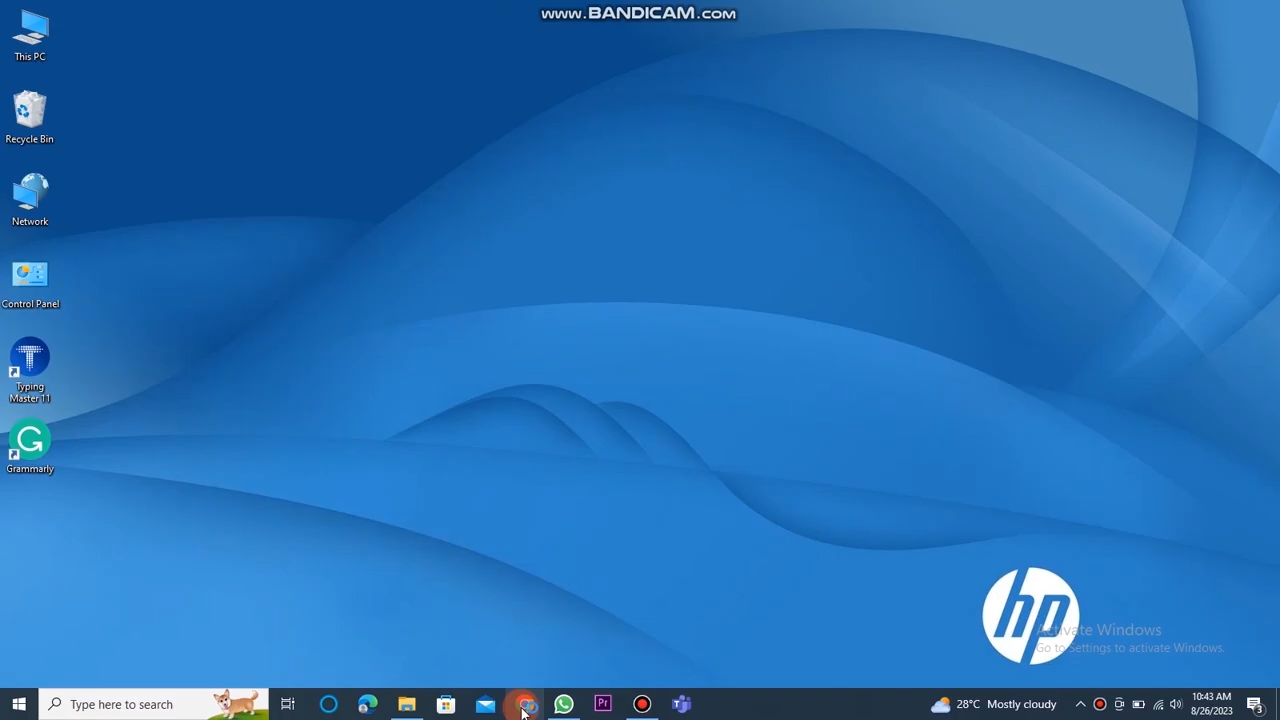 www.BANDICAM.com
This PC
Recycle Bin
Network
Control Panel
Typing
Master 11
Grammarly
hp
Activate Windows
Go to Settings to activate Windows.
Type here to search
Pr
28°C Mostly cloudy
10:43 AM
8/26/2023
3